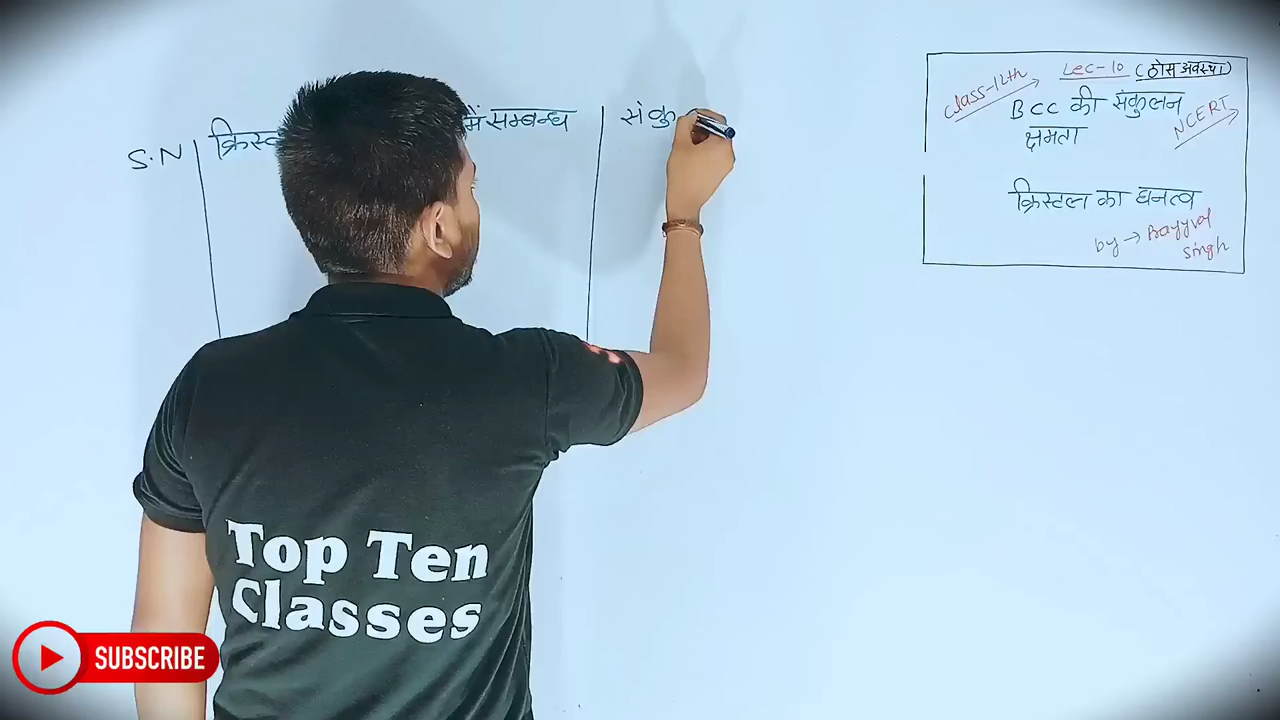 S.N
में सम्बन्ध
Class-12th
Lec-10 (ठोस अवस्था)
BCC की संकुलन
क्षमता
NCERT
क्रिस्टल का घनत्व
by →
Singh
Top Ten
Classes
SUBSCRIBE